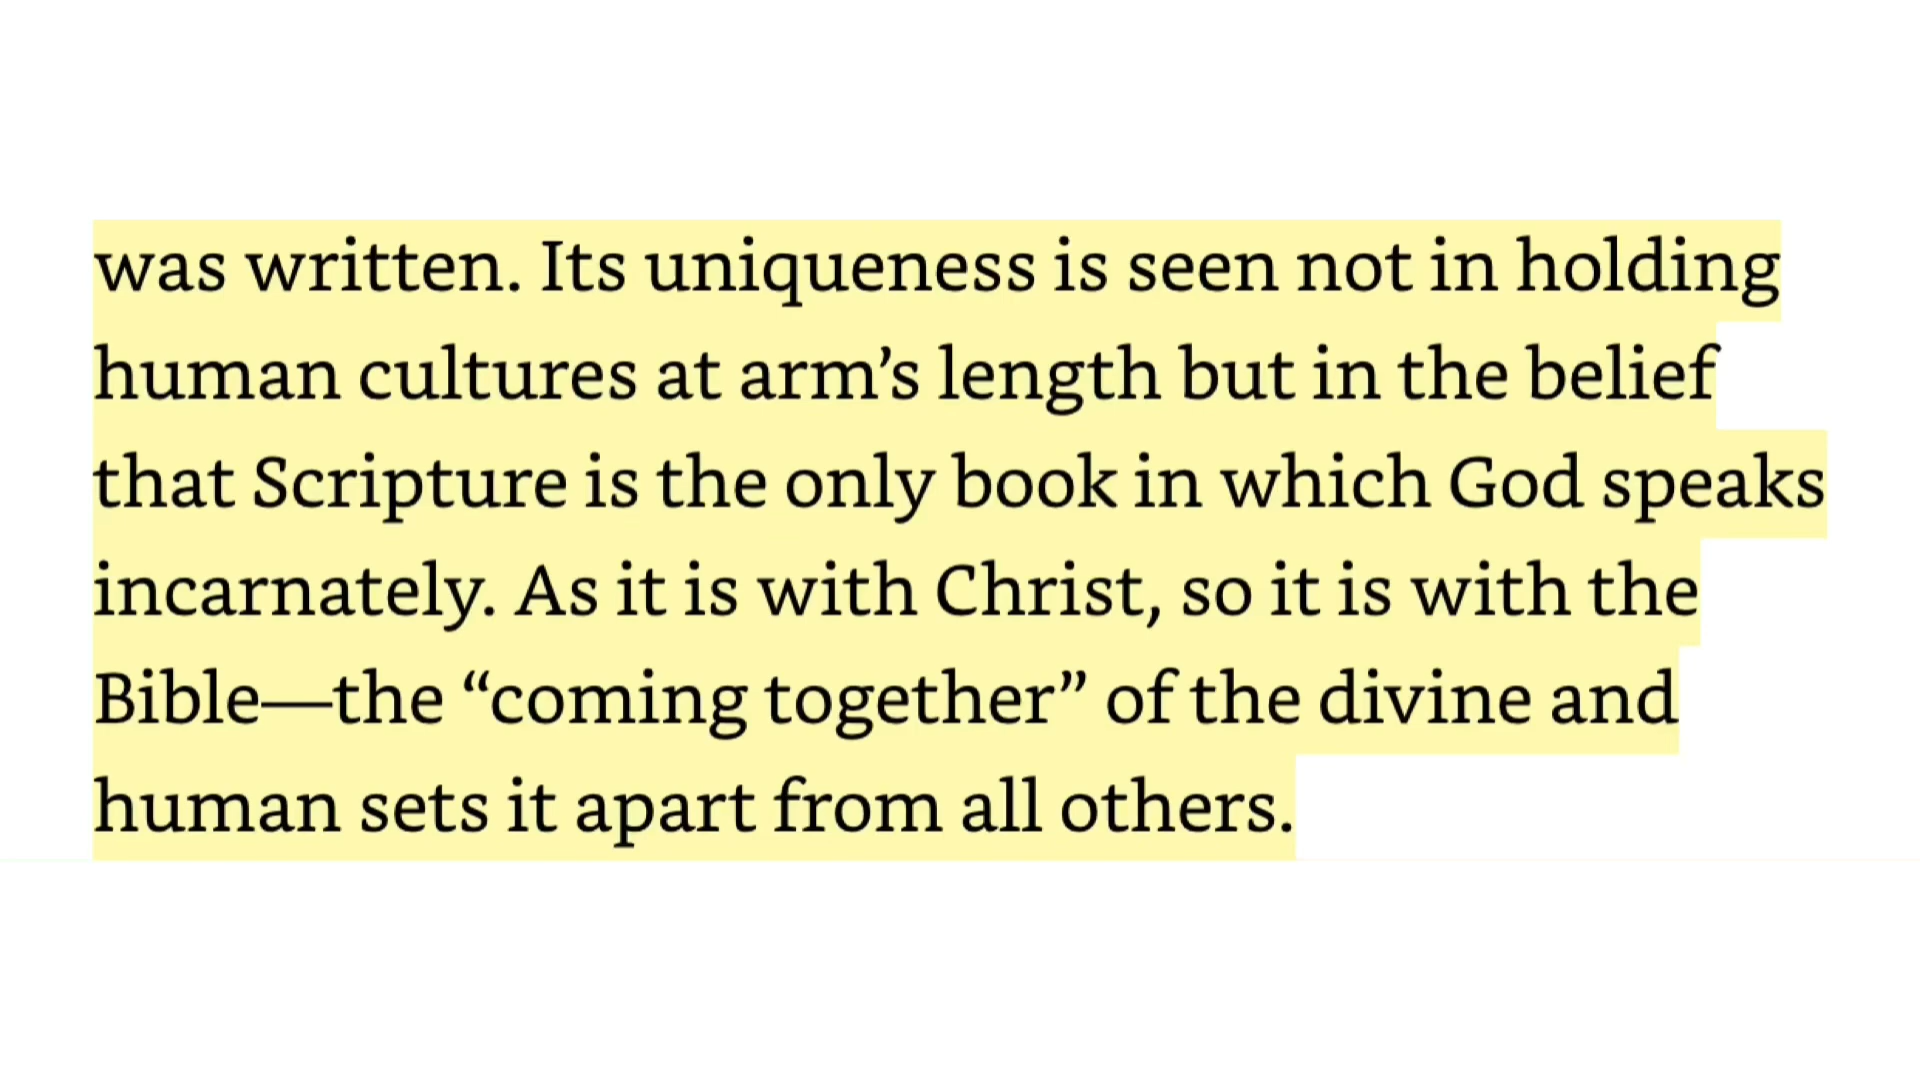 was written. Its uniqueness is seen not in holding
human cultures at arm’s length but in the belief
that Scripture is the only book in which God speaks
incarnately. As it is with Christ, so it is with the
Bible—the “coming together” of the divine and
human sets it apart from all others.